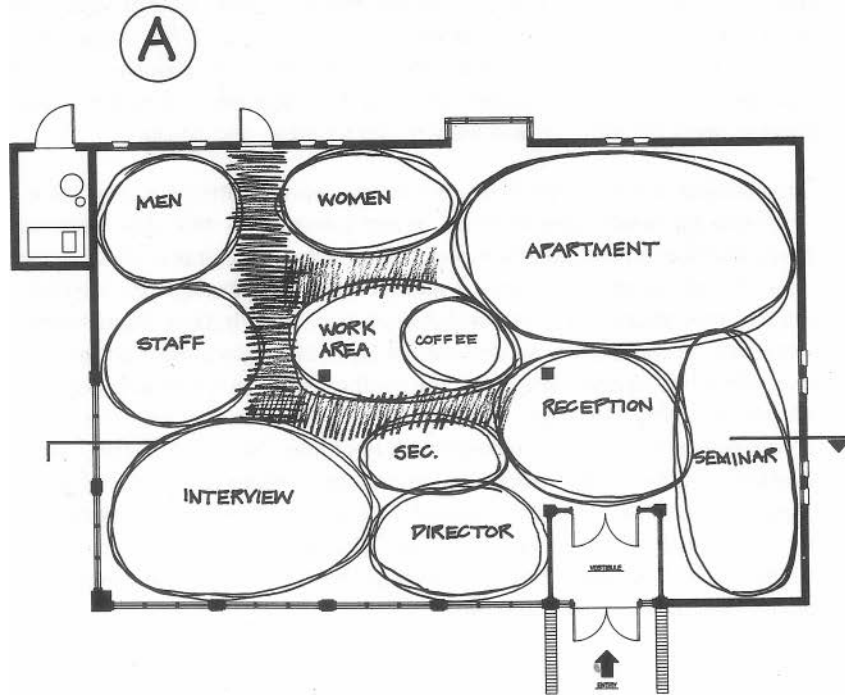 A
MEN
WOMEN
APARTMENT
STAFF
WORK
AREA
COFFEE
RECEPTION
SEC.
SEMINAR
INTERVIEW
DIRECTOR
VESTIBULE
ENTRY